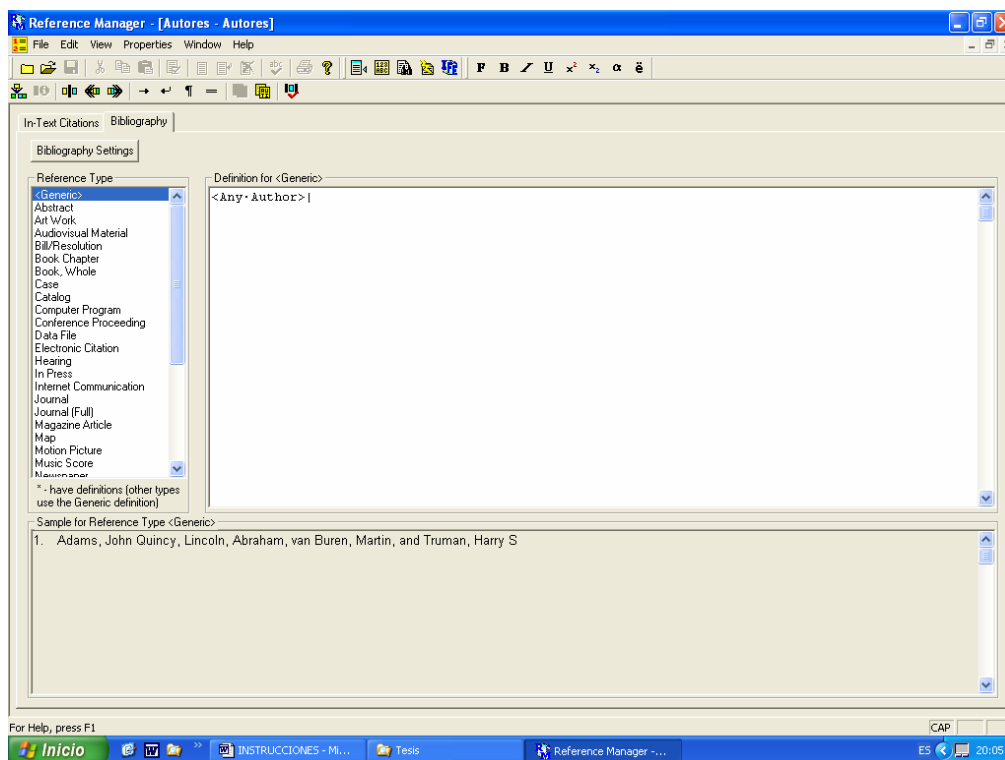 Reference Manager - [Autores - Autores]
File Edit View Properties Window Help
F B I U x² x₂ α ë
In-Text Citations Bibliography
Bibliography Settings
Reference Type
<Generic>
Abstract
Art Work
Audiovisual Material
Bill/Resolution
Book Chapter
Book, Whole
Case
Catalog
Computer Program
Conference Proceeding
Data File
Electronic Citation
Hearing
In Press
Internet Communication
Journal
Journal (Full)
Magazine Article
Map
Motion Picture
Music Score
Newspaper
* - have definitions (other types
use the Generic definition)
Definition for <Generic>
<Any·Author>
Sample for Reference Type <Generic>
1. Adams, John Quincy, Lincoln, Abraham, van Buren, Martin, and Truman, Harry S
For Help, press F1 CAP
Inicio INSTRUCCIONES - Mi... Tesis Reference Manager -... ES 20:05